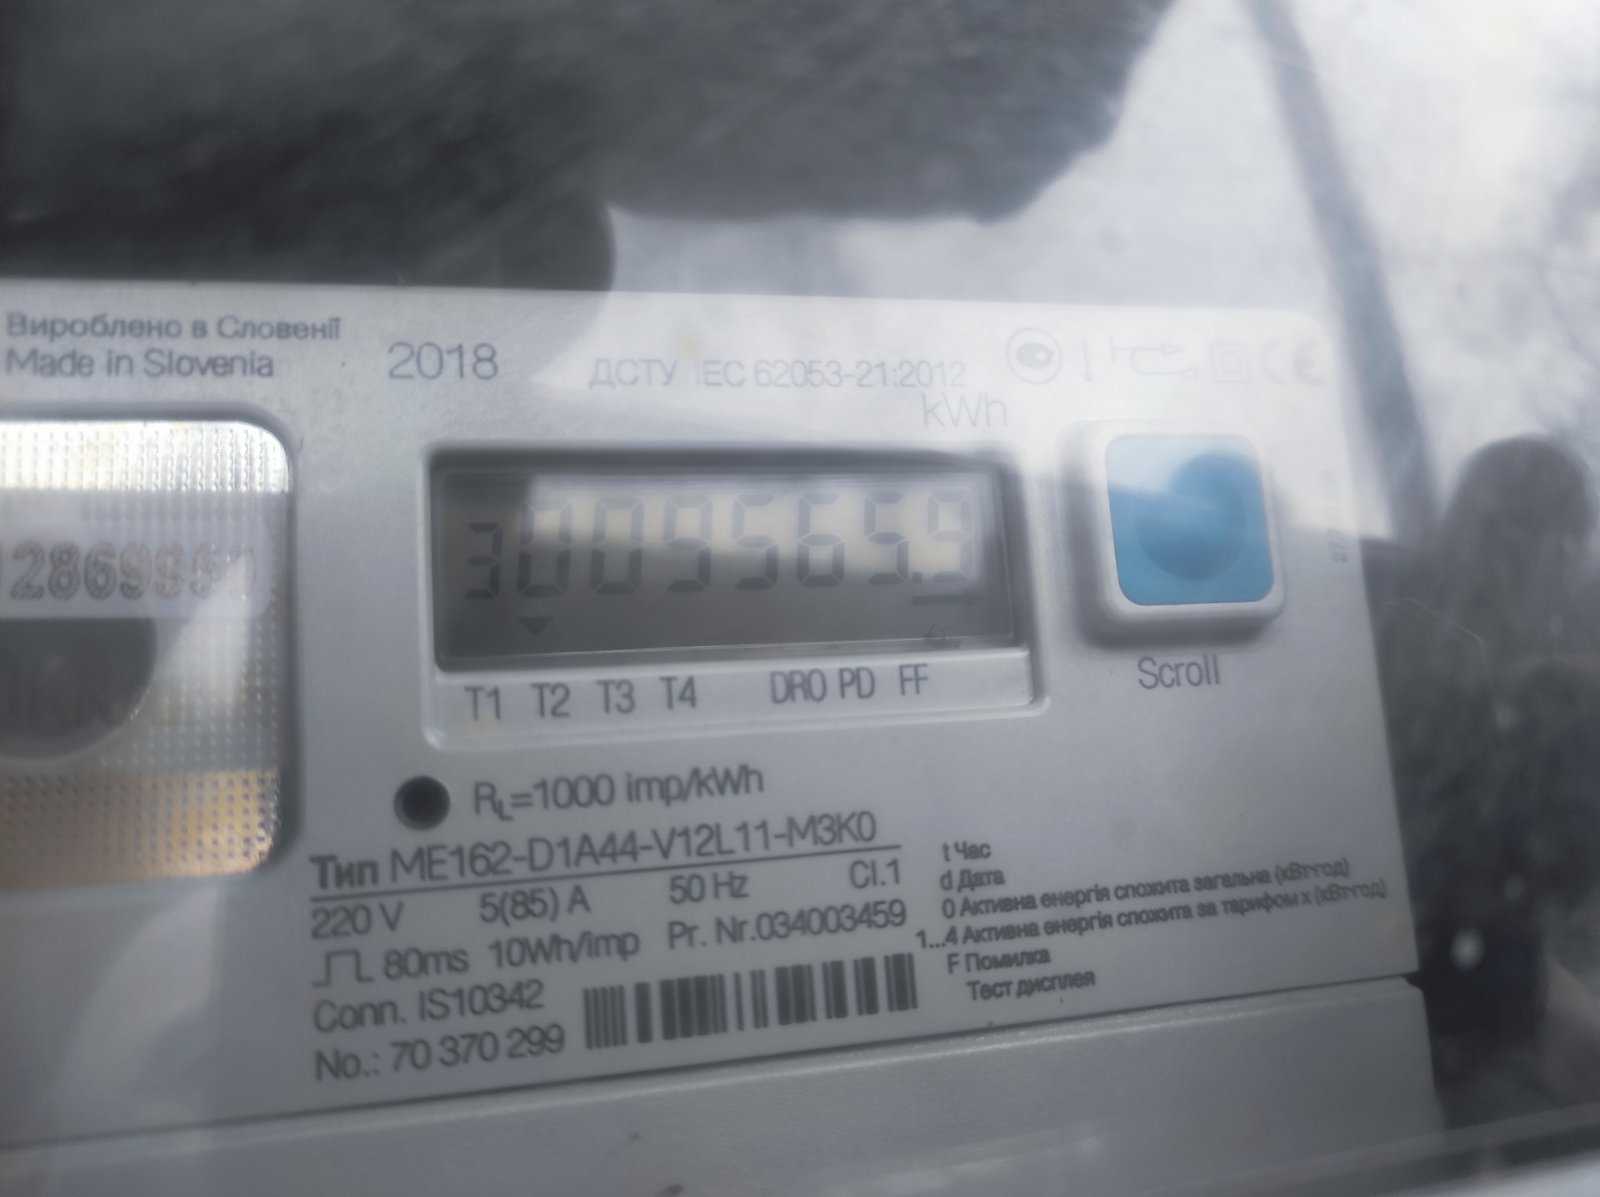 Вироблено в Словенії
Made in Slovenia
2018
ДСТУ IEC 62053-21:2012
kWh
3 009565.9
T1 T2 T3 T4 DRO PD FF
Scroll
RL=1000 imp/kWh
Тип ME162-D1A44-V12L11-M3K0
220 V 5(85) A 50 Hz Cl.1
80ms 10Wh/imp Pr. Nr.034003459
Conn. IS10342
No.: 70 370 299
t Час
d Дата
0 Активна енергія спожита загальна (кВт·год)
1...4 Активна енергія спожита за тарифом x (кВт·год)
F Помилка
Тест дисплея